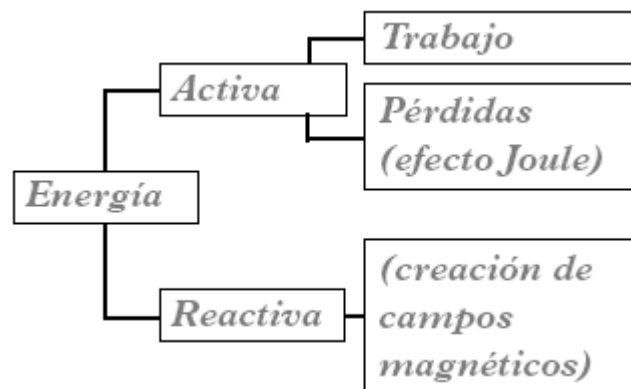 Trabajo
Activa
Pérdidas
(efecto Joule)
Energía
(creación de
Reactiva
campos
magnéticos)